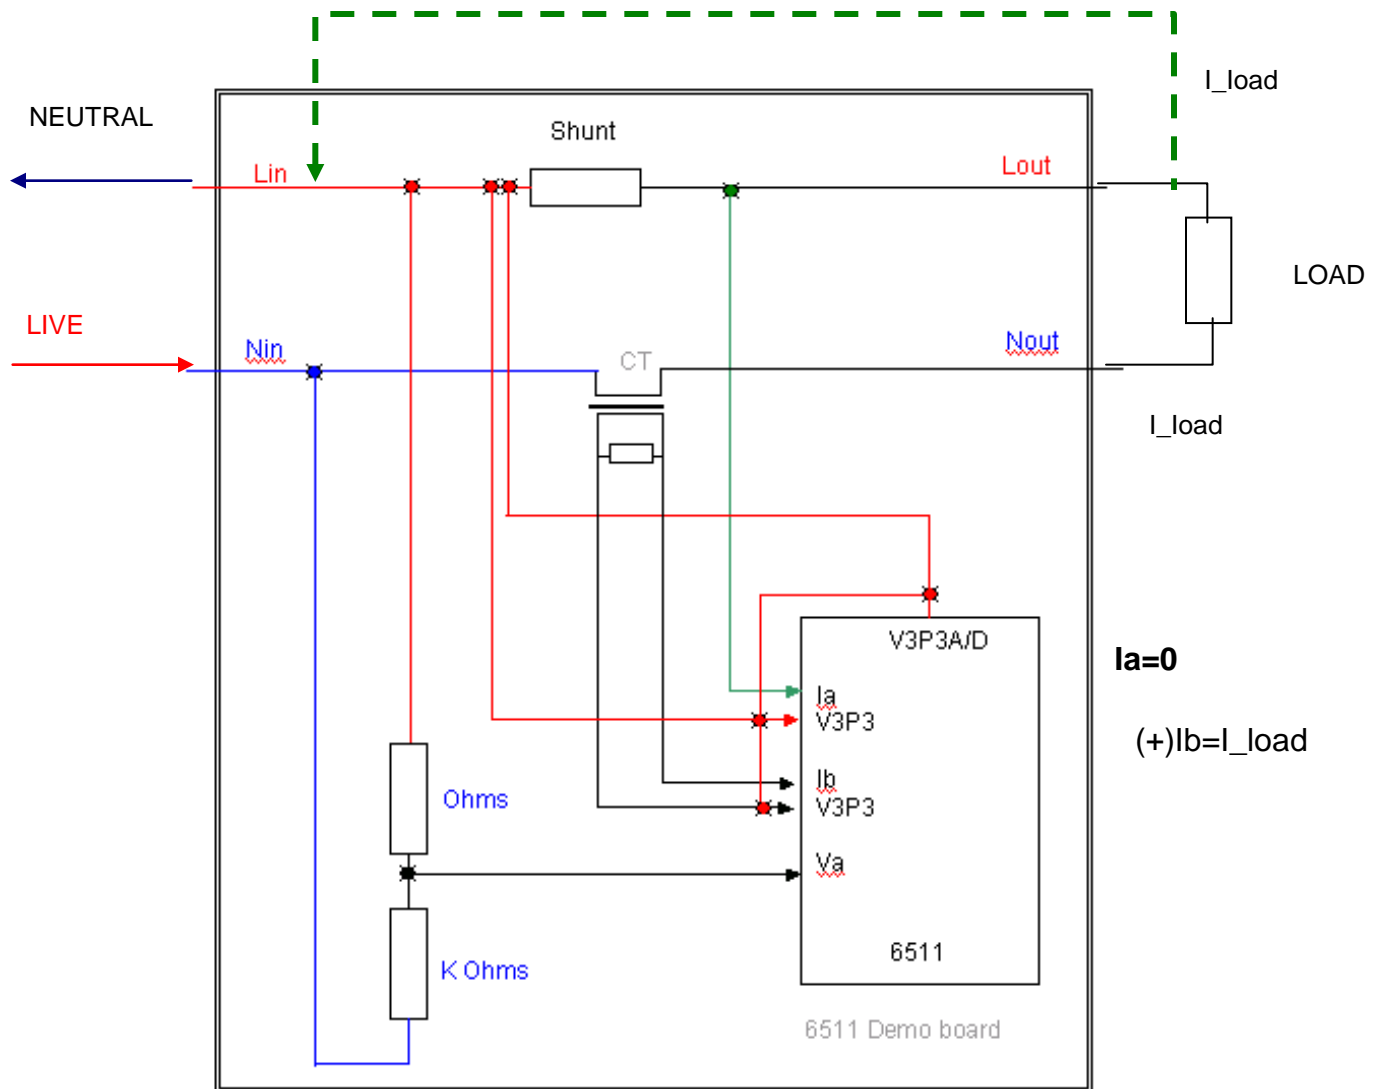 I_load
NEUTRAL
Shunt
Lin
Lout
LOAD
LIVE
Nin
CT
Nout
I_load
V3P3A/D
Ia=0
Ia
V3P3
(+)Ib=I_load
Ib
V3P3
Ohms
Va
6511
K Ohms
6511 Demo board